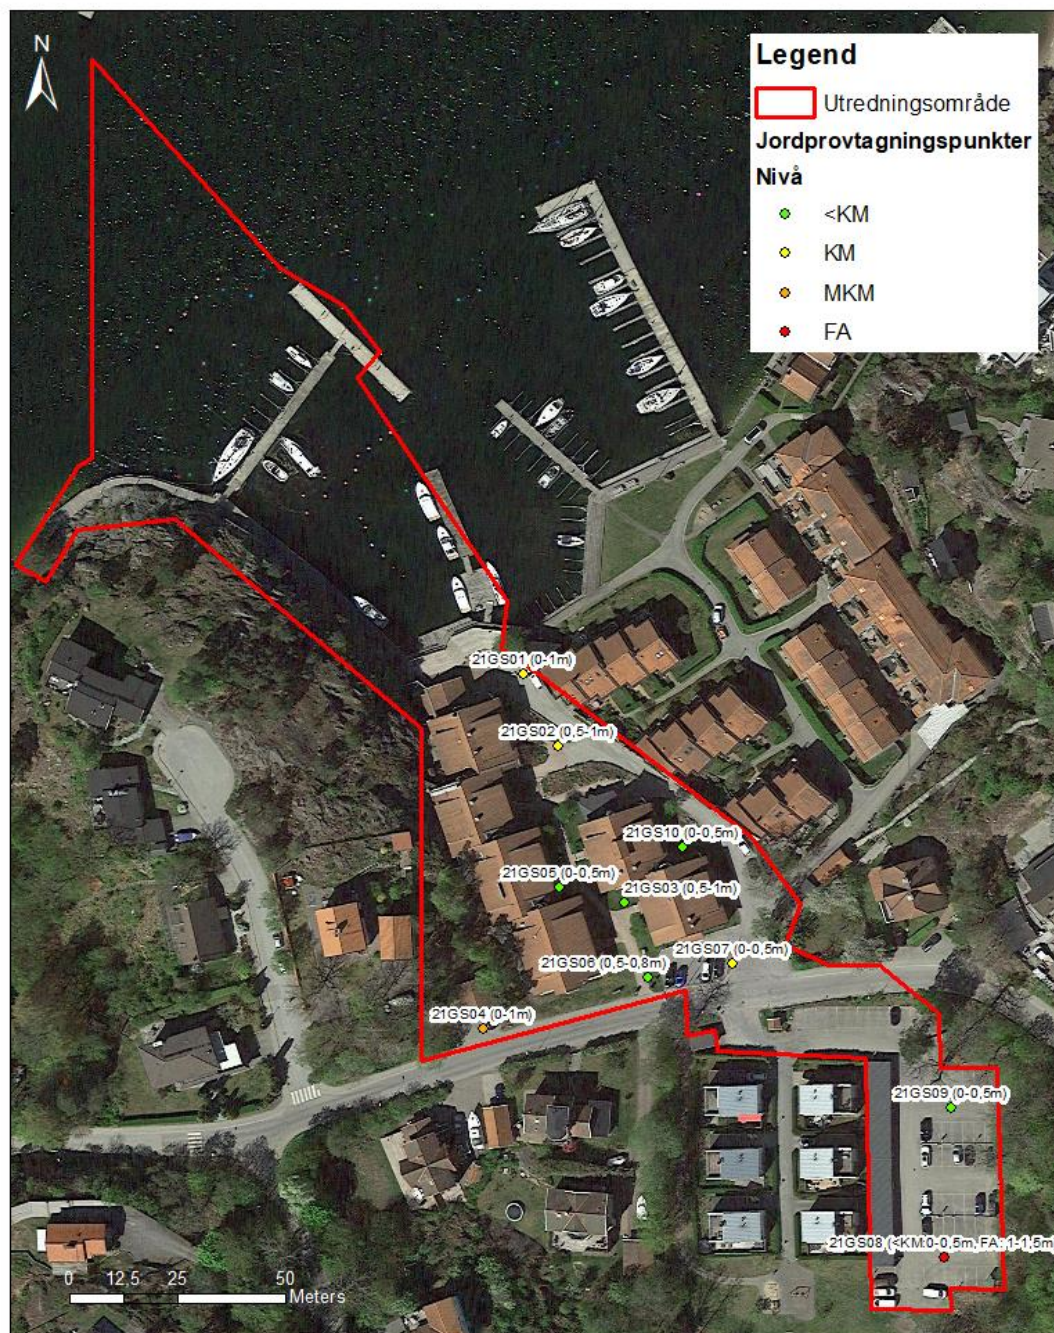 N
Legend
Utredningsområde
Jordprovtagningspunkter
Nivå
<KM
KM
MKM
FA
21GS01 (0-1m)
21GS02 (0,5-1m)
21GS10 (0-0,5m)
21GS05 (0-0,5m)
21GS03 (0,5-1m)
21GS07 (0-0,5m)
21GS06 (0,5-0,8m)
21GS04 (0-1m)
21GS09 (0-0,5m)
21GS08 (<KM:0-0,5m, FA: 1-1,5m
0 12,5 25 50
Meters